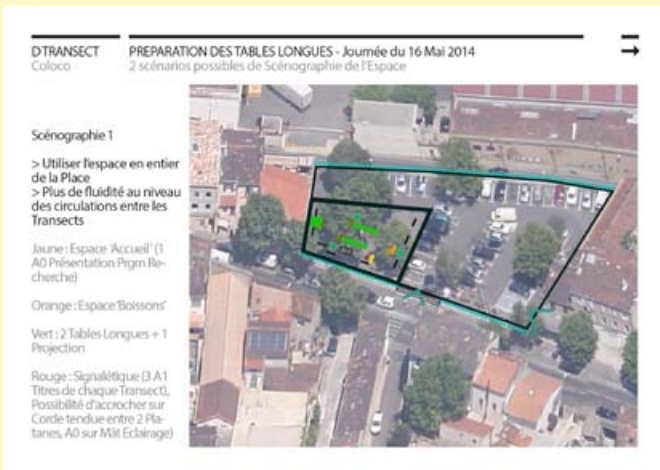 DTRANSECT
Coloco
PREPARATION DES TABLES LONGUES - Journée du 16 Mai 2014
2 scénarios possibles de Scénographie de l'Espace
Scénographie 1
> Utiliser l'espace en entier
de la Place
> Plus de fluidité au niveau
des circulations entre les
Transects
Jaune : Espace 'Accueil' (1
A0 Présentation Prgm Re-
cherche)
Orange : Espace 'Boissons'
Vert : 2 Tables Longues + 1
Projection
Rouge : Signalétique (3 A1
Titres de chaque Transect),
Possibilité d'accrocher sur
Corde tendue entre 2 Pla-
tanes, A0 sur Mât Eclairage)